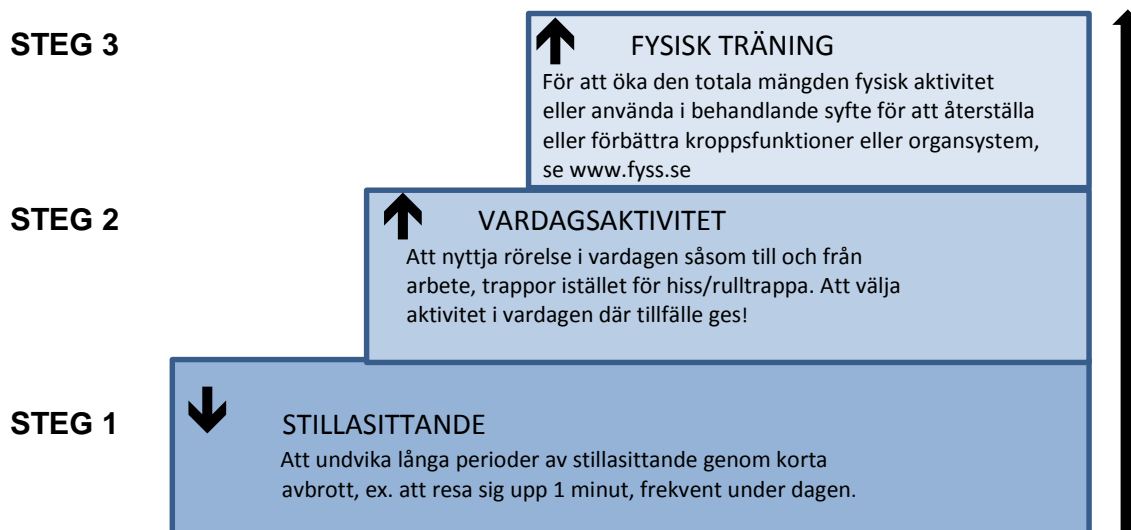 STEG 3
FYSISK TRÄNING
För att öka den totala mängden fysisk aktivitet
eller använda i behandlande syfte för att återställa
eller förbättra kroppsfunktioner eller organsystem,
se www.fyss.se
STEG 2
VARDAGSAKTIVITET
Att nyttja rörelse i vardagen såsom till och från
arbete, trappor istället för hiss/rulltrappa. Att välja
aktivitet i vardagen där tillfälle ges!
STEG 1
STILLASITTANDE
Att undvika långa perioder av stillasittande genom korta
avbrott, ex. att resa sig upp 1 minut, frekvent under dagen.